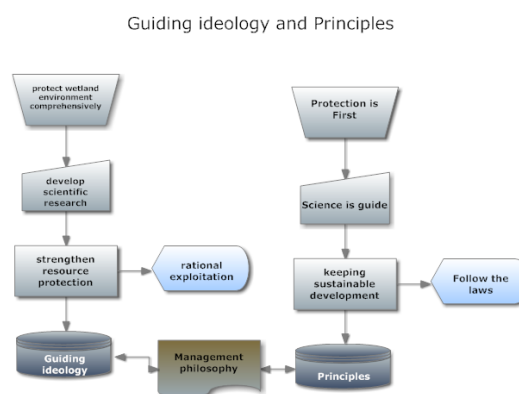 Guiding ideology and Principles
protect wetland
environment
comprehensively
develop
scientific
research
strengthen
resource
protection
rational
exploitation
Guiding
ideology
Management
philosophy
Protection is
First
Science is guide
keeping
sustainable
development
Follow the
laws
Principles